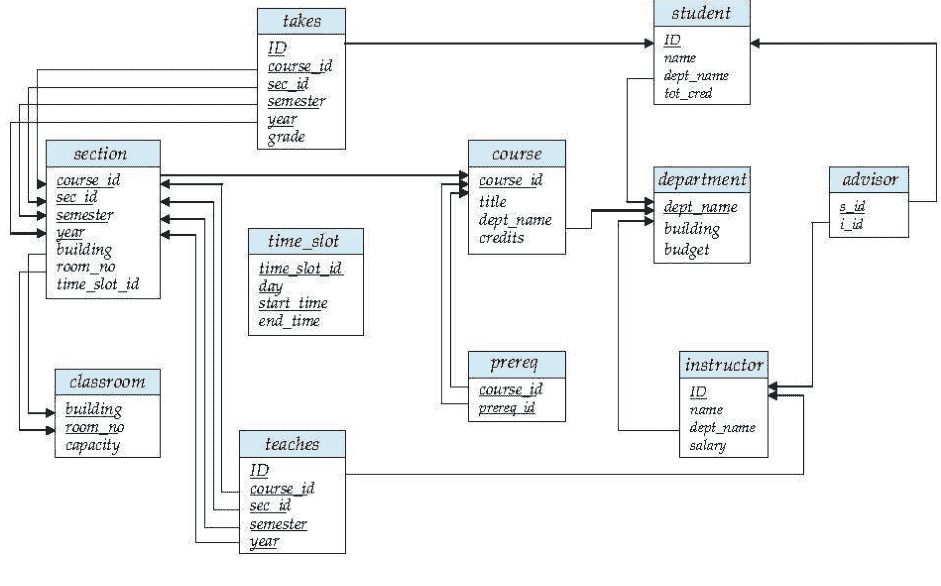 takes
ID
course_id
sec_id
semester
year
grade
student
ID
name
dept_name
tot_cred
section
course_id
sec_id
semester
year
building
room_no
time_slot_id
course
course_id
title
dept_name
credits
department
dept_name
building
budget
advisor
s_id
i_id
time_slot
time_slot_id
day
start_time
end_time
prereq
course_id
prereq_id
instructor
ID
name
dept_name
salary
classroom
building
room_no
capacity
teaches
ID
course_id
sec_id
semester
year